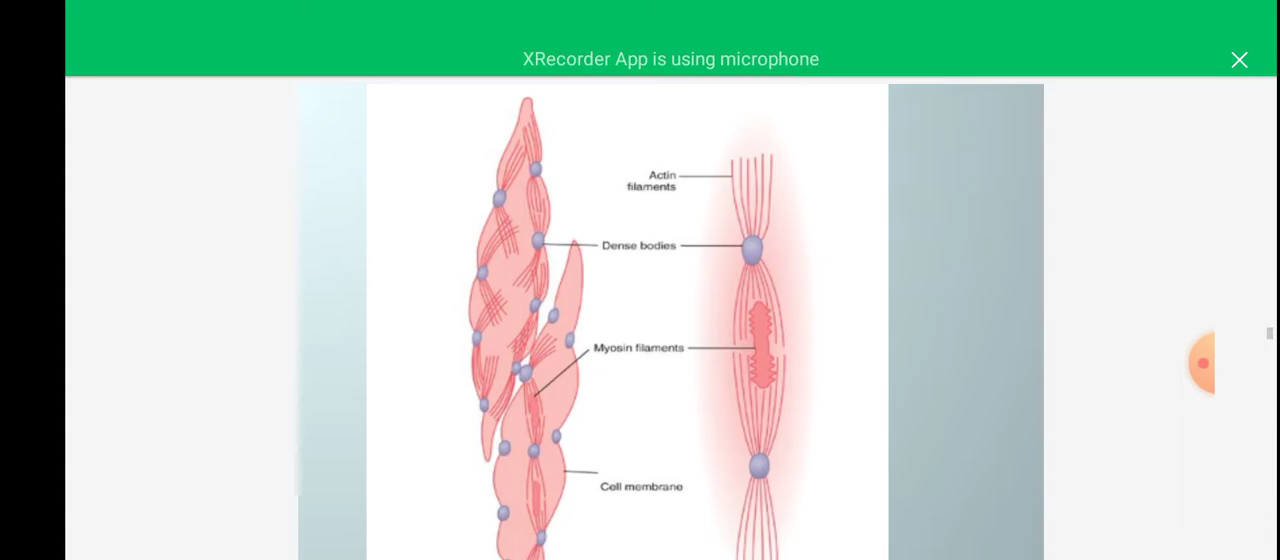 XRecorder App is using microphone
Actin
filaments
Dense bodies
Myosin filaments
Cell membrane